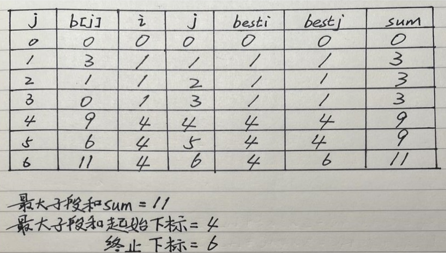 j b[j] i j besti bestj sum
0 0 0 0 0 0 0
1 3 1 1 1 1 3
2 1 1 2 1 1 3
3 0 1 3 1 1 3
4 9 4 4 4 4 9
5 6 4 5 4 4 9
6 11 4 6 4 6 11
最大子段和sum = 11
最大子段和起始下标 = 4
终止下标 = 6